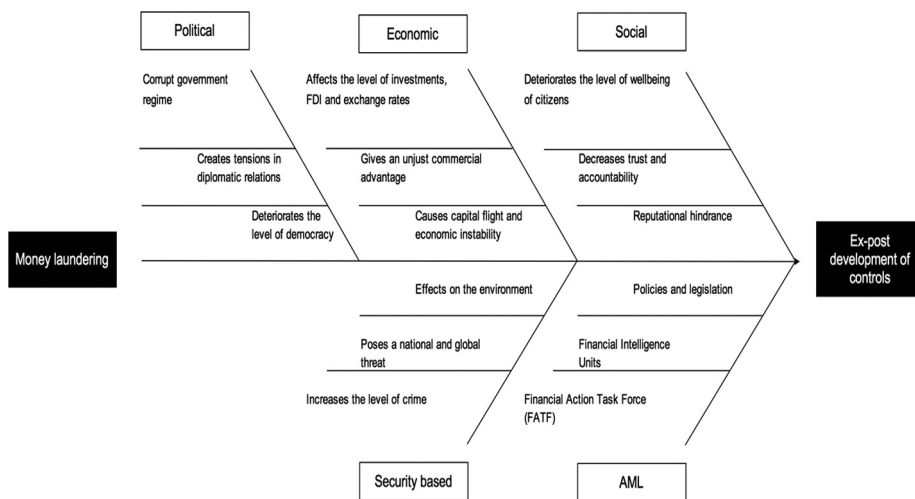 Political
Economic
Social
Corrupt government
regime
Affects the level of investments,
FDI and exchange rates
Deteriorates the level of wellbeing
of citizens
Creates tensions in
diplomatic relations
Gives an unjust commercial
advantage
Decreases trust and
accountability
Deteriorates the
level of democracy
Causes capital flight and
economic instability
Reputational hindrance
Money laundering
Ex-post
development of
controls
Effects on the environment
Policies and legislation
Poses a national and global
threat
Financial Intelligence
Units
Increases the level of crime
Financial Action Task Force
(FATF)
Security based
AML